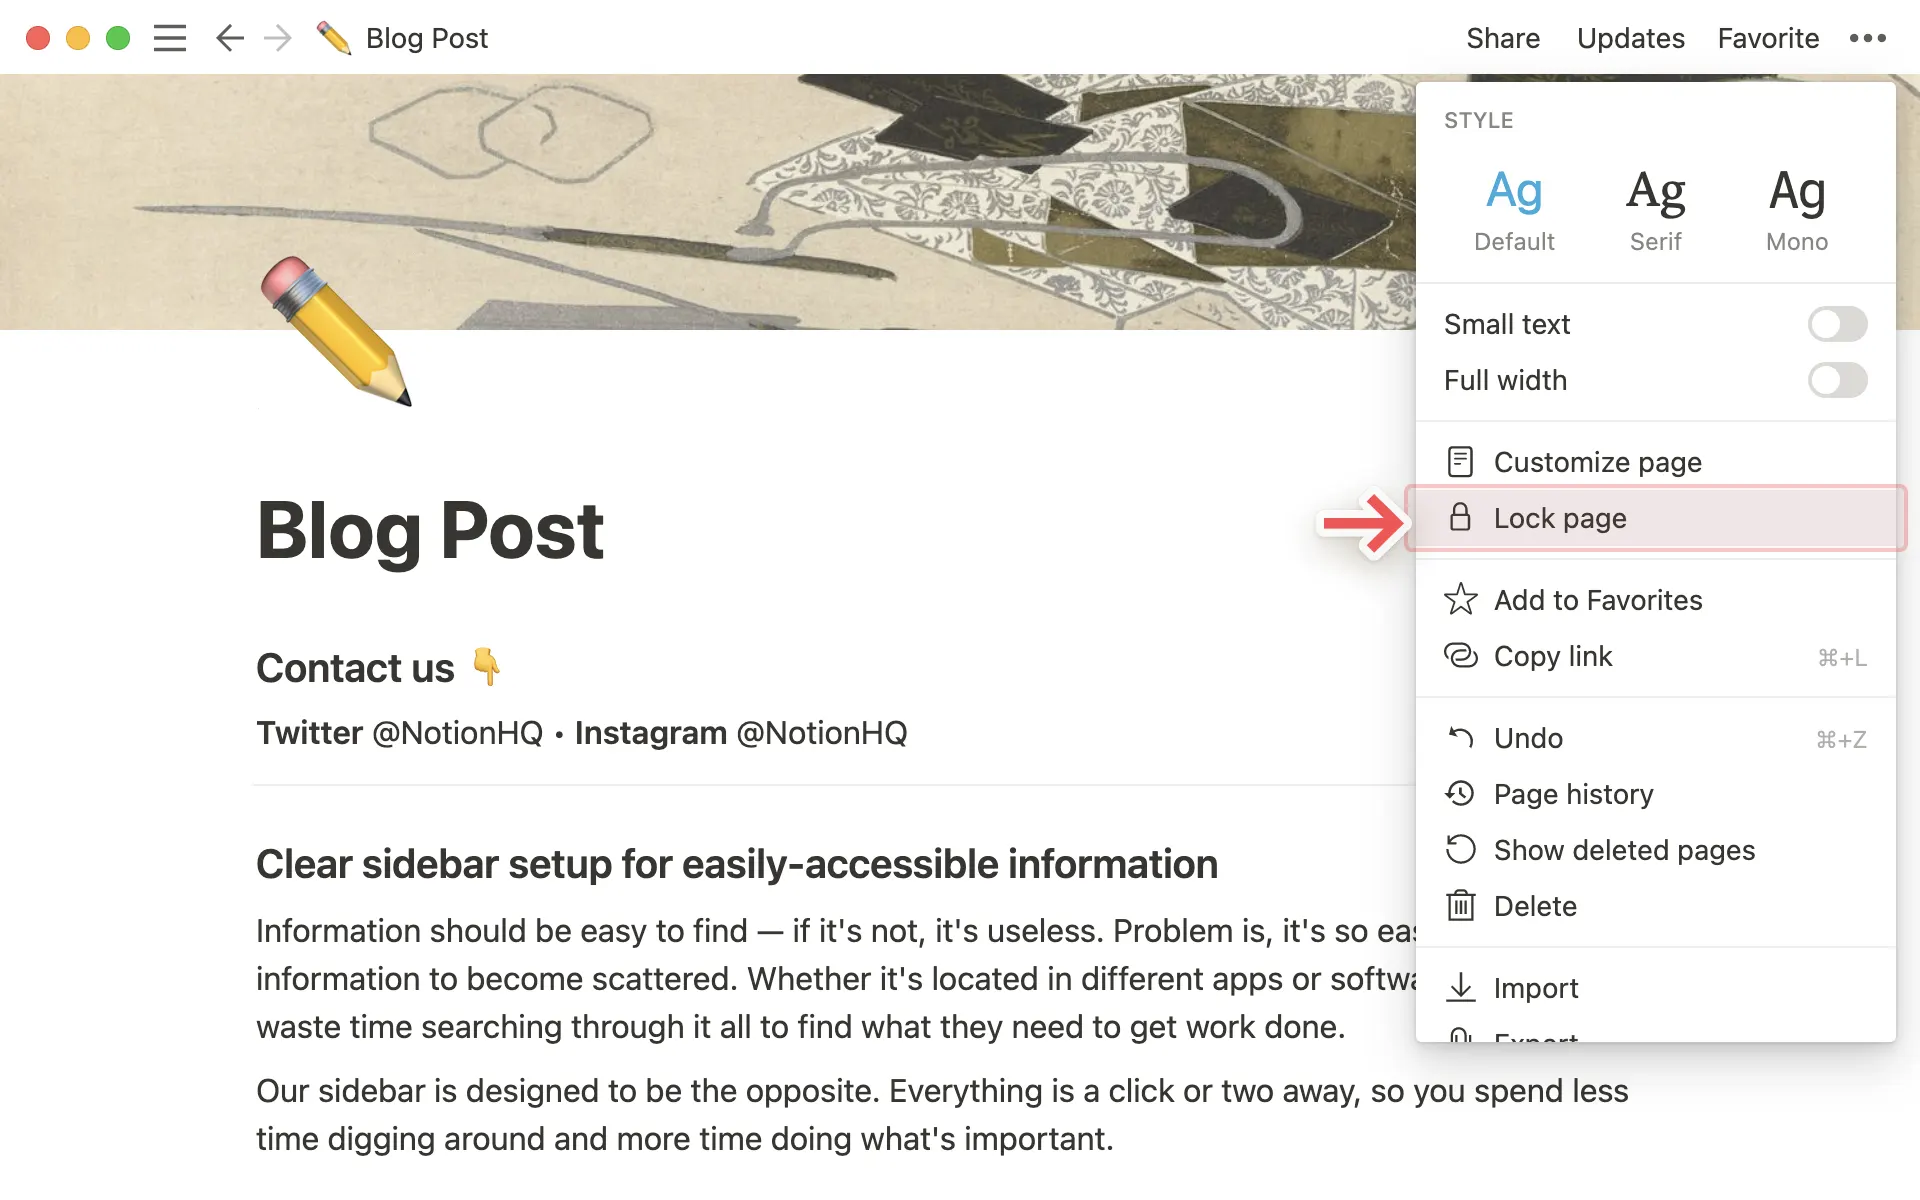 Blog Post
Share Updates Favorite
STYLE
Ag Ag Ag
Default Serif Mono
Small text
Full width
Customize page
Lock page
Add to Favorites
Copy link ⌘+L
Undo ⌘+Z
Page history
Show deleted pages
Delete
Import
Export
Blog Post
Contact us 👇
Twitter @NotionHQ • Instagram @NotionHQ
Clear sidebar setup for easily-accessible information
Information should be easy to find — if it's not, it's useless. Problem is, it's so
information to become scattered. Whether it's located in different apps or
waste time searching through it all to find what they need to get work done.
Our sidebar is designed to be the opposite. Everything is a click or two away, so you spend less
time digging around and more time doing what's important.